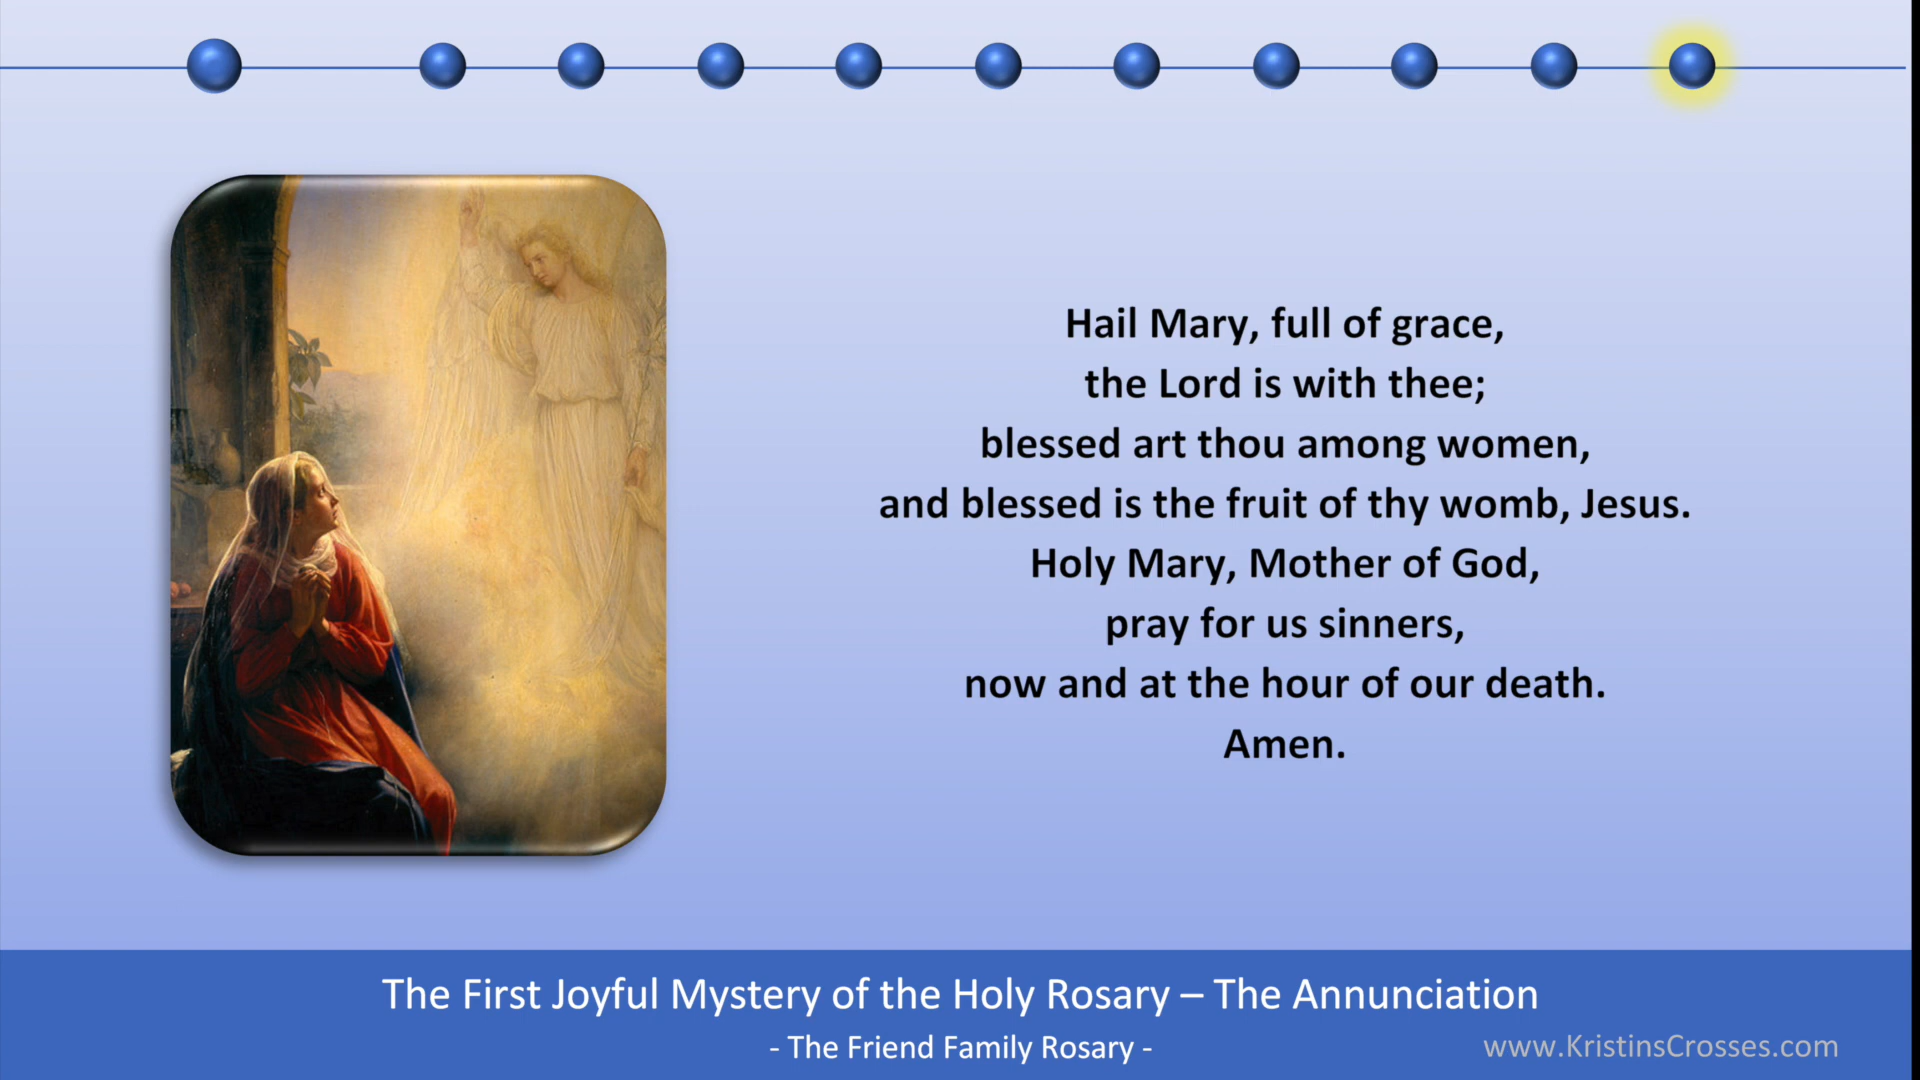 Hail Mary, full of grace,
the Lord is with thee;
blessed art thou among women,
and blessed is the fruit of thy womb, Jesus.
Holy Mary, Mother of God,
pray for us sinners,
now and at the hour of our death.
Amen.
The First Joyful Mystery of the Holy Rosary – The Annunciation
- The Friend Family Rosary -
www.KristinsCrosses.com